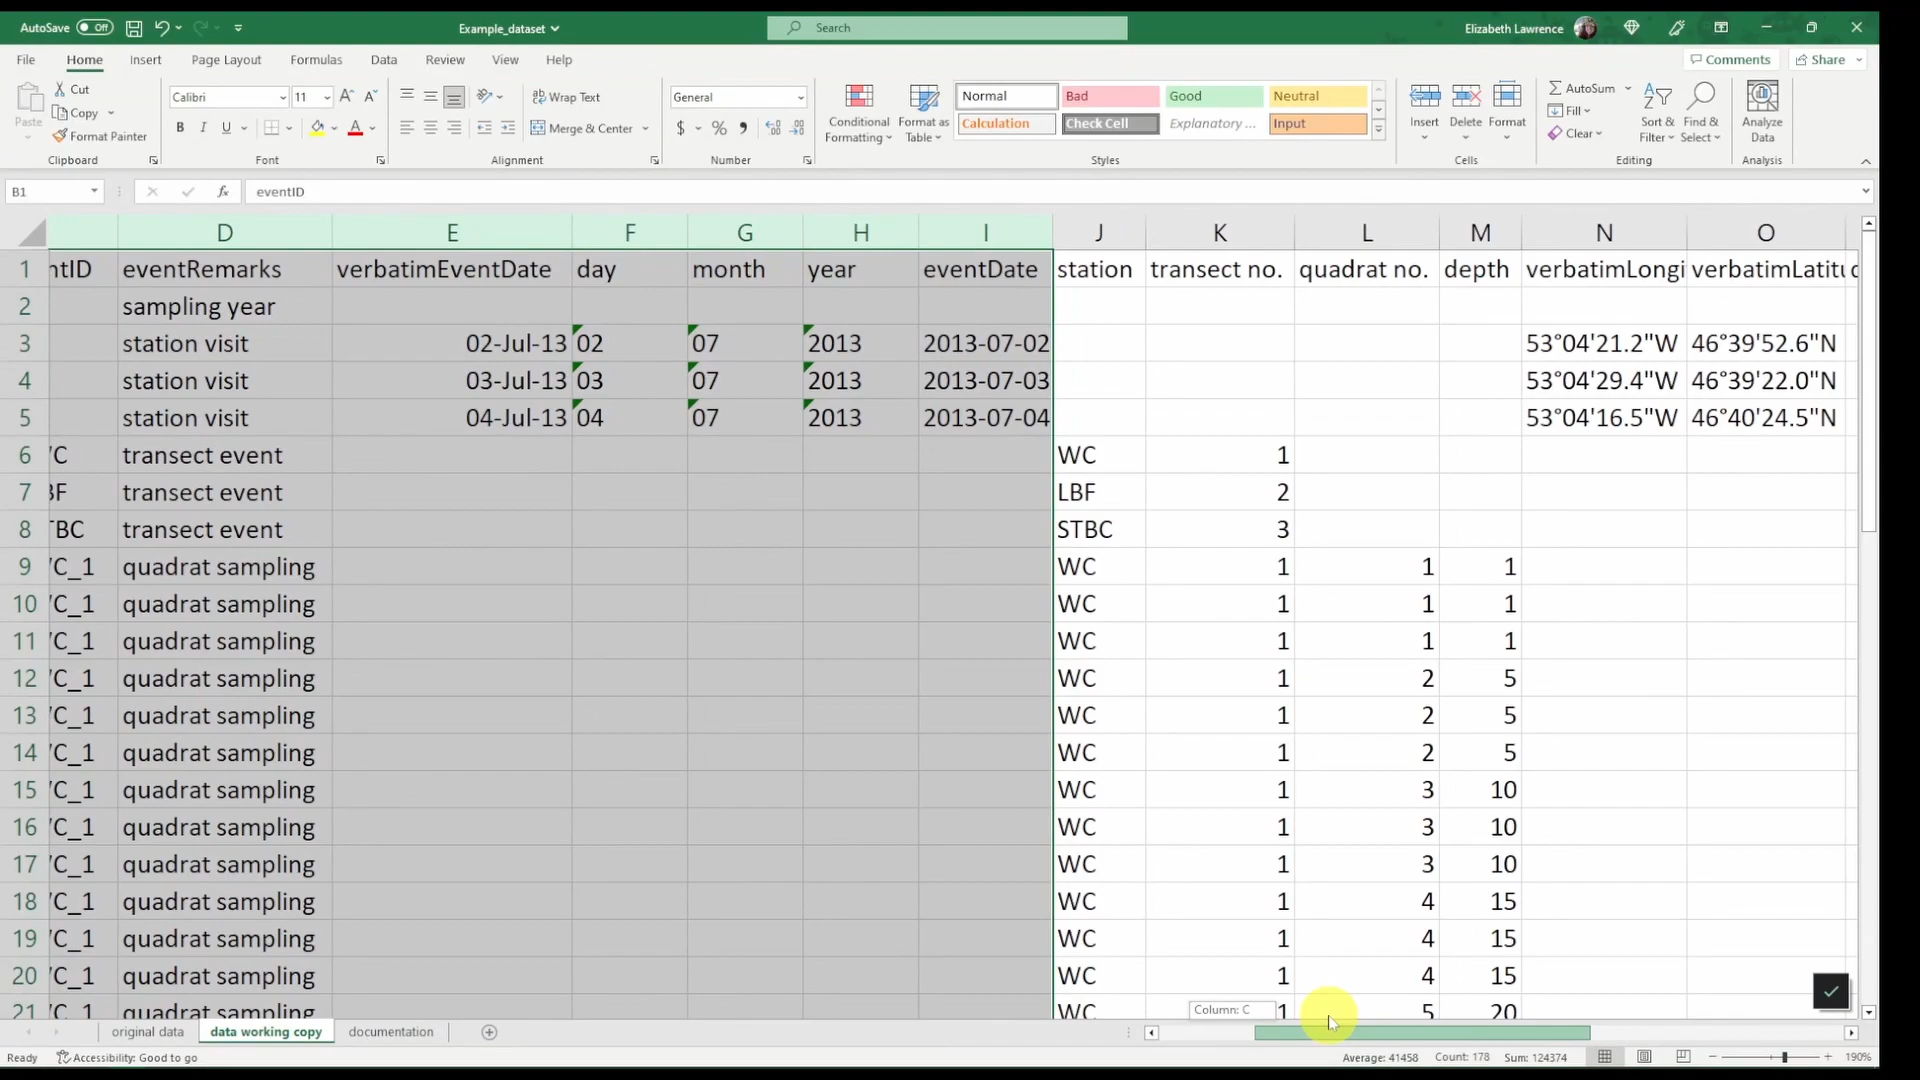 AutoSave Off Example_dataset Search Elizabeth Lawrence
File Home Insert Page Layout Formulas Data Review View Help Comments Share
Cut Calibri 11 Wrap Text General Normal Bad Good Neutral AutoSum
Paste Copy Conditional Formatting Format as Table Insert Delete Format Fill Sort & Filter Find & Select Analyze Data
Format Painter B I U Merge & Center $ % Calculation Check Cell Explanatory ... Input Clear
Clipboard Font Alignment Number Styles Cells Editing Analysis
B1 fx eventID
D E F G H I J K L M N O
1 ntID eventRemarks verbatimEventDate day month year eventDate station transect no. quadrat no. depth verbatimLongi verbatimLatitu
2 sampling year
3 station visit 02-Jul-13 02 07 2013 2013-07-02 53°04'21.2"W 46°39'52.6"N
4 station visit 03-Jul-13 03 07 2013 2013-07-03 53°04'29.4"W 46°39'22.0"N
5 station visit 04-Jul-13 04 07 2013 2013-07-04 53°04'16.5"W 46°40'24.5"N
6 C transect event WC 1
7 BF transect event LBF 2
8 TBC transect event STBC 3
9 C_1 quadrat sampling WC 1 1 1
10 C_1 quadrat sampling WC 1 1 1
11 C_1 quadrat sampling WC 1 1 1
12 C_1 quadrat sampling WC 1 2 5
13 C_1 quadrat sampling WC 1 2 5
14 C_1 quadrat sampling WC 1 2 5
15 C_1 quadrat sampling WC 1 3 10
16 C_1 quadrat sampling WC 1 3 10
17 C_1 quadrat sampling WC 1 3 10
18 C_1 quadrat sampling WC 1 4 15
19 C_1 quadrat sampling WC 1 4 15
20 C_1 quadrat sampling WC 1 4 15
21 C_1 quadrat sampling WC 1 5 20
Column: C
original data data working copy documentation
Ready Accessibility: Good to go Average: 41458 Count: 178 Sum: 124374 190%